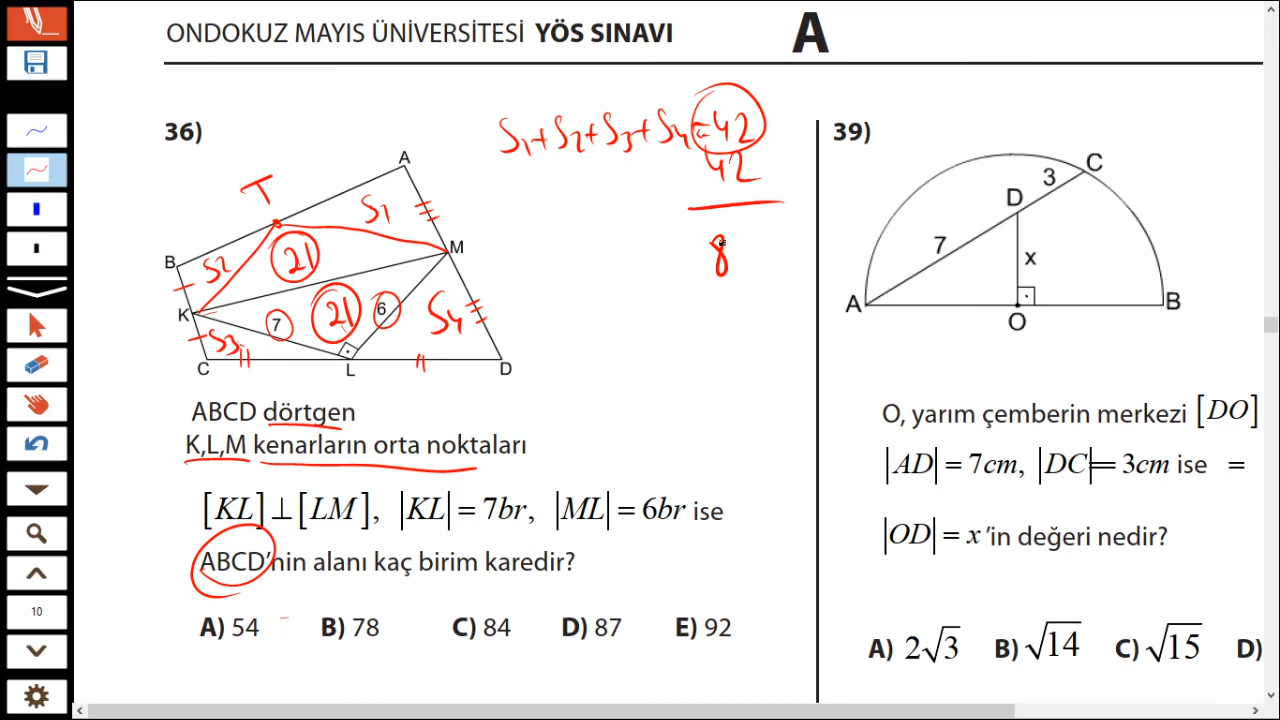 ONDOKUZ MAYIS ÜNİVERSİTESİ YÖS SINAVI A
36)
S1+S2+S3+S4=42
42
8
T
A
S1
M
B
S2
21
K
7
21
6
S4
S3
C
L
D
ABCD dörtgen
K,L,M kenarların orta noktaları
[KL]⊥[LM], |KL|=7br, |ML|=6br ise
ABCD'nin alanı kaç birim karedir?
A) 54 B) 78 C) 84 D) 87 E) 92
39)
C
3
D
7
x
A
B
O
O, yarım çemberin merkezi [DO]
|AD|=7cm, |DC|=3cm ise =
|OD|=x'in değeri nedir?
A) 2√3 B) √14 C) √15 D)
10